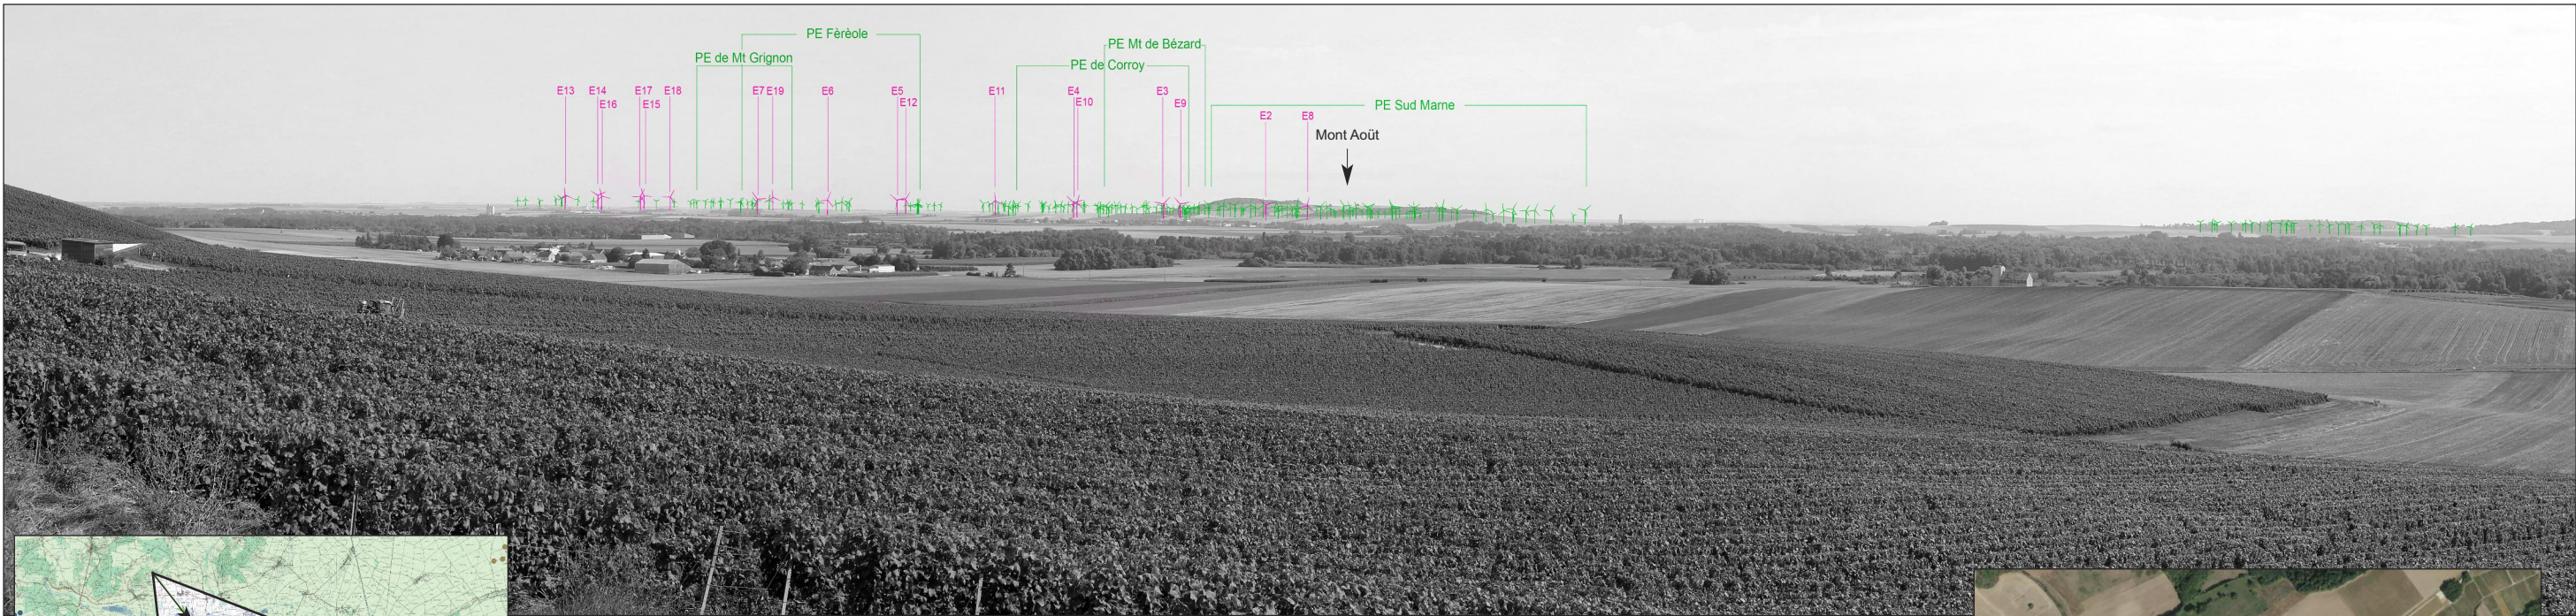 PE Fèrèole
PE Mt de Bézard
PE de Mt Grignon
PE de Corroy
E13
E14
E17
E18
E7
E19
E6
E5
E11
E4
E3
E16
E15
E12
E10
E9
PE Sud Marne
E2
E8
Mont Aoüt